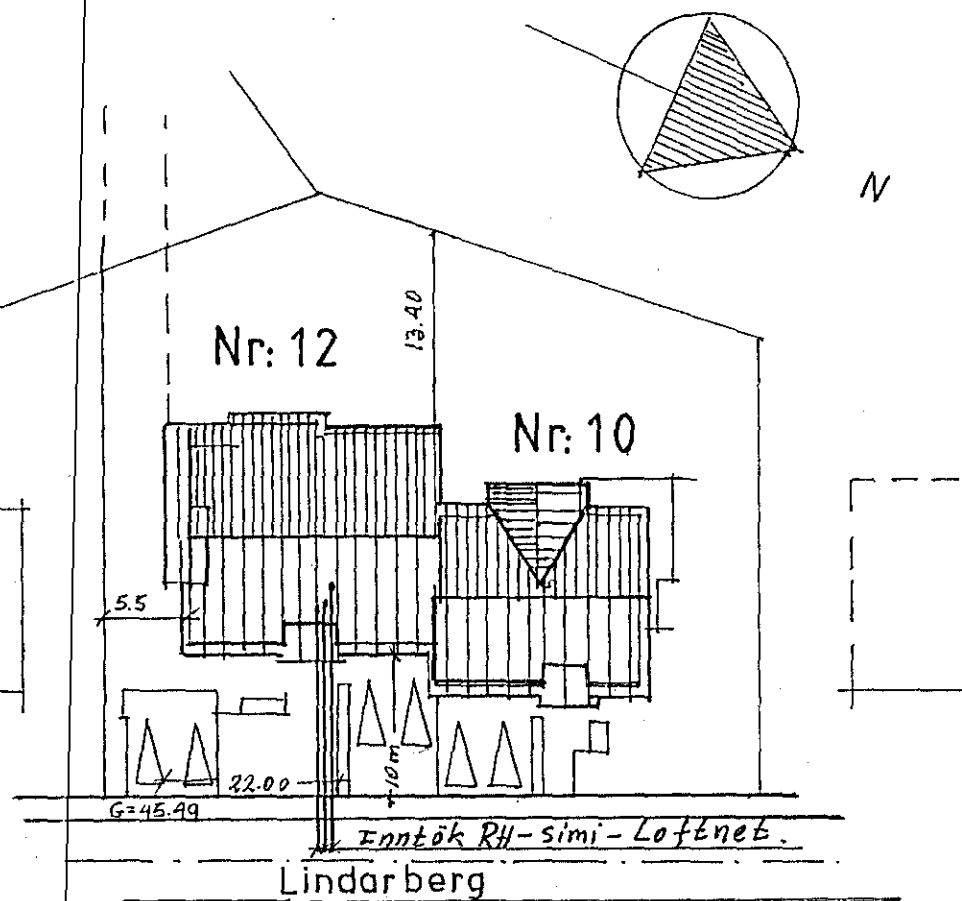 N
13.40
Nr: 12
Nr: 10
5.5
10m
22.00
G=45.49
Inntök RH-simi-Loftnet.
Lindarberg